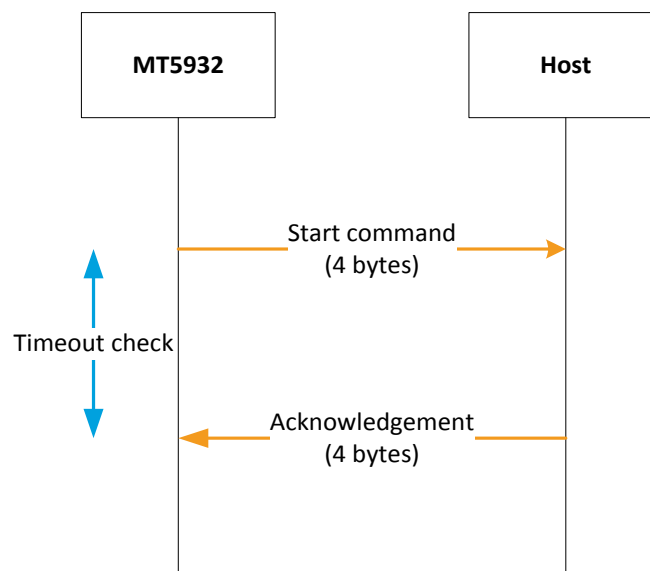 MT5932
Host
Start command
(4 bytes)
Timeout check
Acknowledgement
(4 bytes)